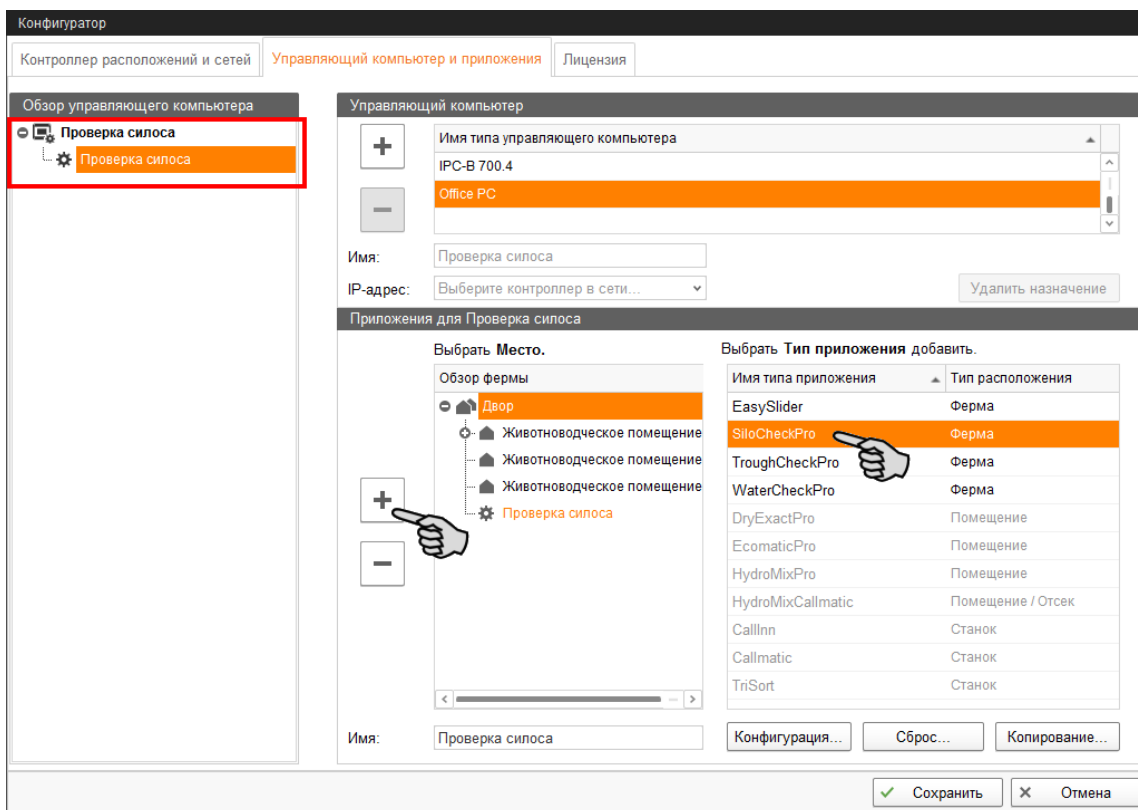 Конфигуратор
Контроллер расположений и сетей
Управляющий компьютер и приложения
Лицензия
Обзор управляющего компьютера
Проверка силоса
Проверка силоса
Управляющий компьютер
Имя типа управляющего компьютера
IPC-B 700.4
Office PC
Имя:
Проверка силоса
IP-адрес:
Выберите контроллер в сети...
Удалить назначение
Приложения для Проверка силоса
Выбрать Место.
Обзор фермы
Двор
Животноводческое помещение
Животноводческое помещение
Животноводческое помещение
Проверка силоса
Имя:
Проверка силоса
Выбрать Тип приложения добавить.
Имя типа приложения Тип расположения
EasySlider Ферма
SiloCheckPro Ферма
TroughCheckPro Ферма
WaterCheckPro Ферма
DryExactPro Помещение
EcomaticPro Помещение
HydroMixPro Помещение
HydroMixCallmatic Помещение / Отсек
CallInn Станок
Callmatic Станок
TriSort Станок
Конфигурация...
Сброс...
Копирование...
Сохранить
Отмена